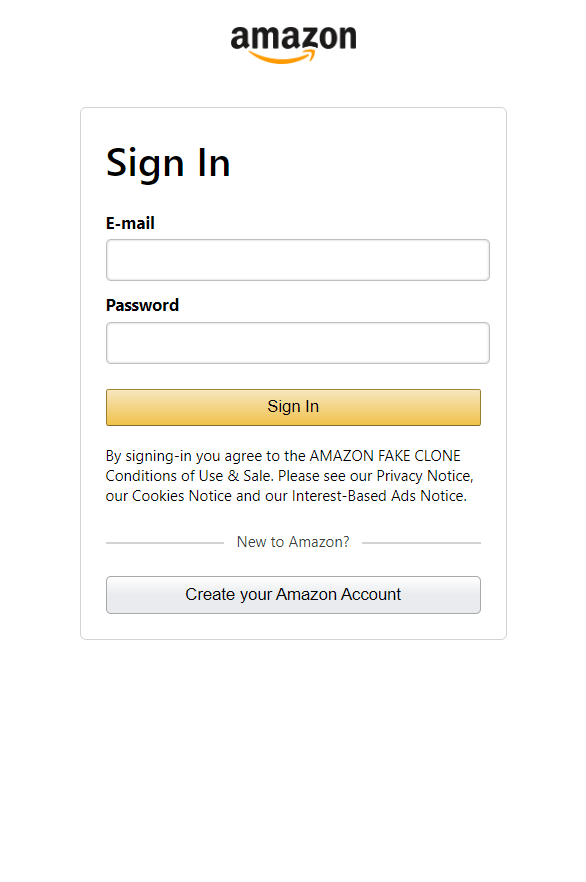 amazon
Sign In
E-mail
Password
Sign In
By signing-in you agree to the AMAZON FAKE CLONE
Conditions of Use & Sale. Please see our Privacy Notice,
our Cookies Notice and our Interest-Based Ads Notice.
New to Amazon?
Create your Amazon Account